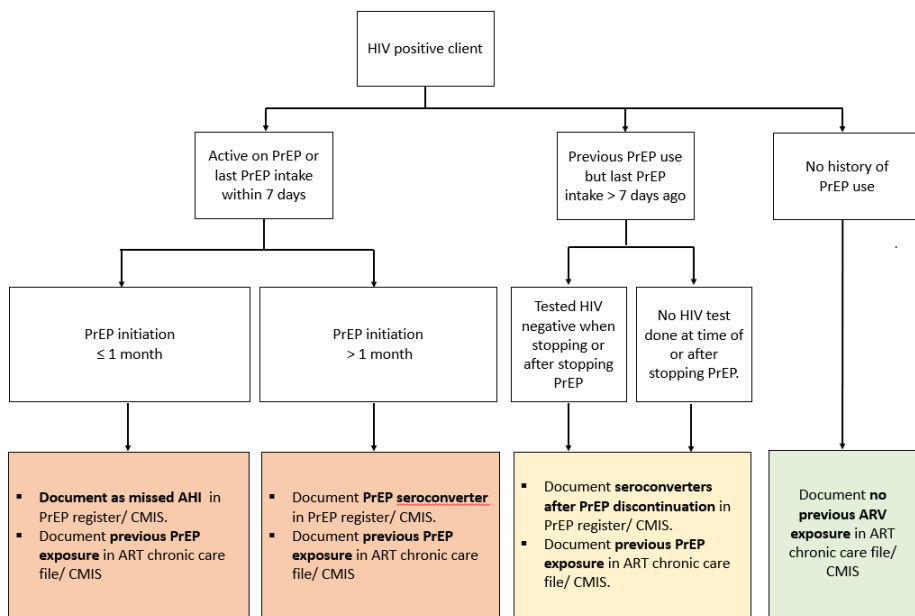 HIV positive client
Active on PrEP or
last PrEP intake
within 7 days
Previous PrEP use
but last PrEP
intake > 7 days ago
No history of
PrEP use
PrEP initiation
≤ 1 month
PrEP initiation
> 1 month
Tested HIV
negative when
stopping or
after stopping
PrEP
No HIV test
done at time of
or after
stopping PrEP.
▪ Document as missed AHI in
PrEP register/ CMIS.
▪ Document previous PrEP
exposure in ART chronic care
file/ CMIS
▪ Document PrEP seroconverter
in PrEP register/ CMIS.
▪ Document previous PrEP
exposure in ART chronic care
file/ CMIS
▪ Document seroconverters
after PrEP discontinuation in
PrEP register/ CMIS.
▪ Document previous PrEP
exposure in ART chronic care
file/ CMIS.
Document no
previous ARV
exposure in ART
chronic care file/
CMIS